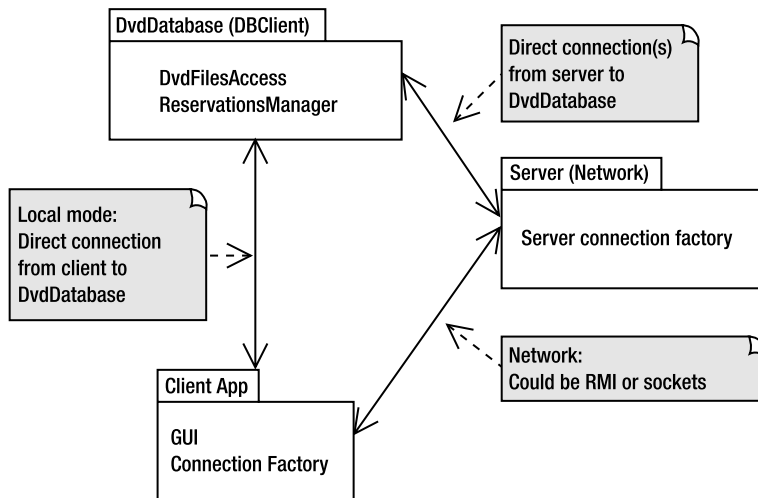 DvdDatabase (DBClient)
DvdFilesAccess
ReservationsManager
Direct connection(s)
from server to
DvdDatabase
Server (Network)
Server connection factory
Local mode:
Direct connection
from client to
DvdDatabase
Network:
Could be RMI or sockets
Client App
GUI
Connection Factory